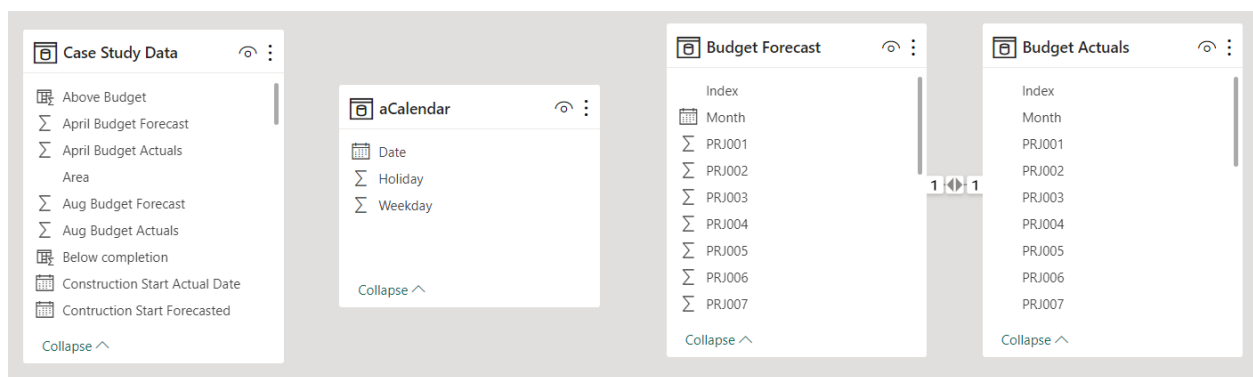 Case Study Data
Above Budget
April Budget Forecast
April Budget Actuals
Area
Aug Budget Forecast
Aug Budget Actuals
Below completion
Construction Start Actual Date
Contruction Start Forecasted
Collapse
aCalendar
Date
Holiday
Weekday
Collapse
Budget Forecast
Index
Month
PRJ001
PRJ002
PRJ003
PRJ004
PRJ005
PRJ006
PRJ007
Collapse
1 1
Budget Actuals
Index
Month
PRJ001
PRJ002
PRJ003
PRJ004
PRJ005
PRJ006
PRJ007
Collapse